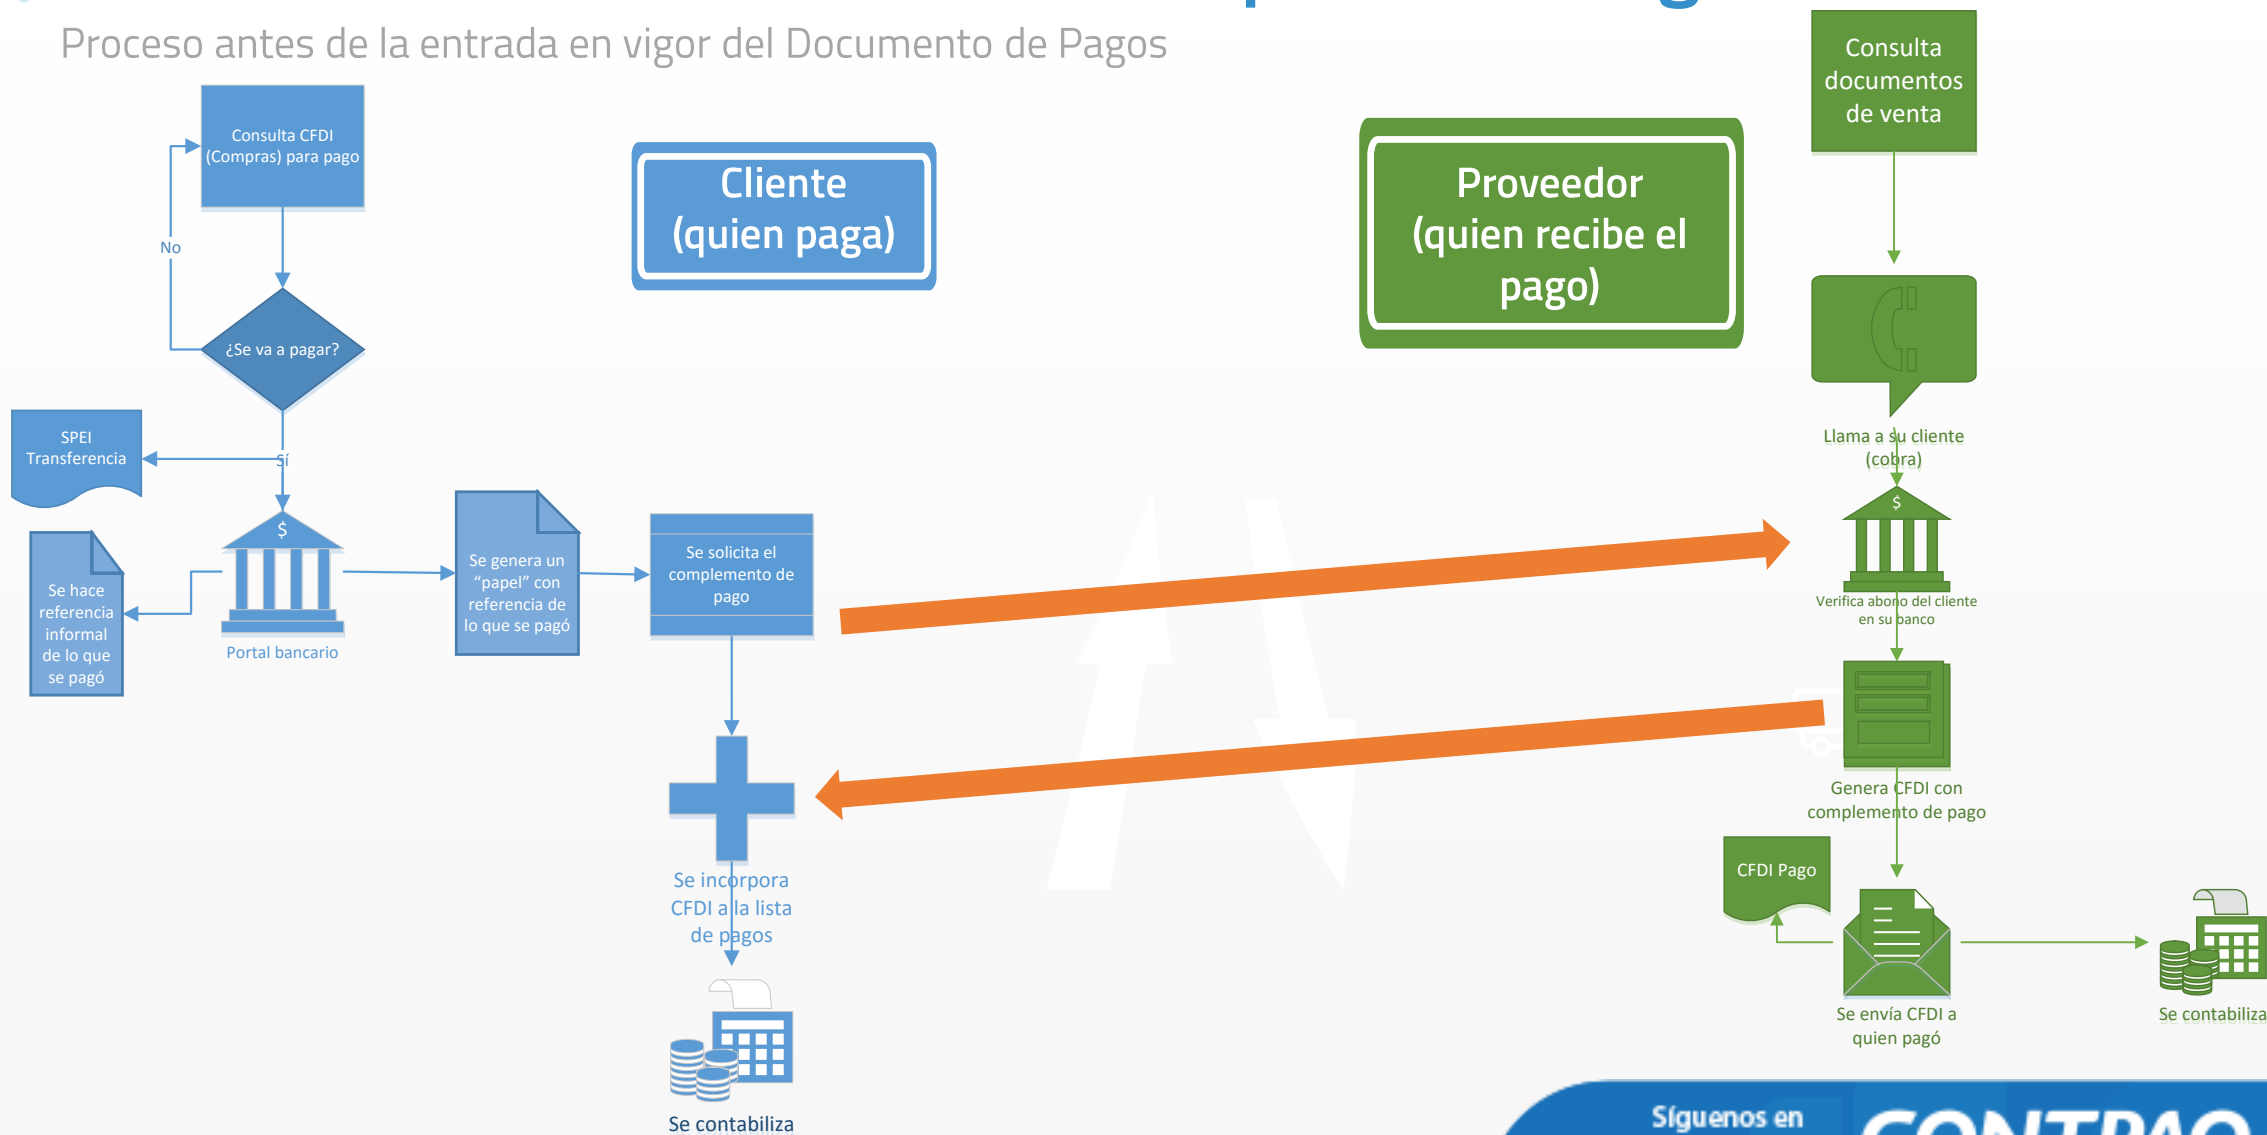 Proceso antes de la entrada en vigor del Documento de Pagos
Consulta CFDI
(Compras) para pago
No
¿Se va a pagar?
Sí
SPEI
Transferencia
$
Portal bancario
Se hace
referencia
informal
de lo que
se pagó
Se genera un
“papel” con
referencia de
lo que se pagó
Se solicita el
complemento de
pago
Se incorpora
CFDI a la lista
de pagos
Se contabiliza
Cliente
(quien paga)
Proveedor
(quien recibe el
pago)
Consulta
documentos
de venta
Llama a su cliente
(cobra)
$
Verifica abono del cliente
en su banco
Genera CFDI con
complemento de pago
CFDI Pago
Se envía CFDI a
quien pagó
Se contabiliza
Síguenos en
CONTPAQ